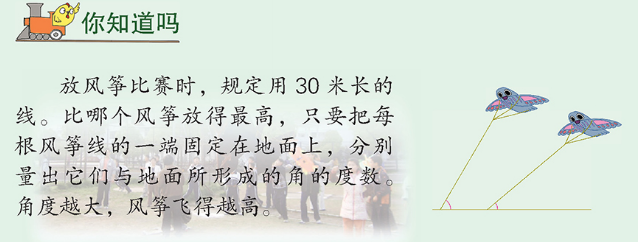 你知道吗
放风筝比赛时，规定用 30 米长的
线。比哪个风筝放得最高，只要把每
根风筝线的一端固定在地面上，分别
量出它们与地面所形成的角的度数。
角度越大，风筝飞得越高。